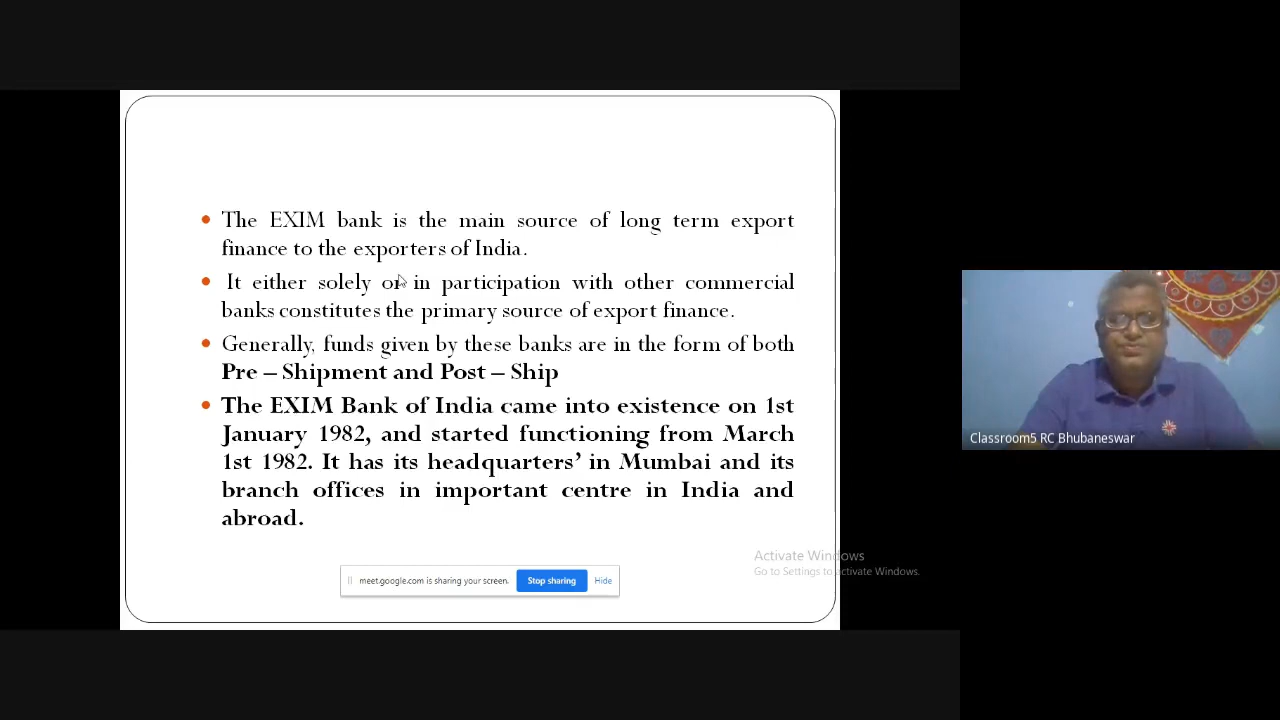 The EXIM bank is the main source of long term export
finance to the exporters of India.
It either solely or in participation with other commercial
banks constitutes the primary source of export finance.
Generally, funds given by these banks are in the form of both
Pre – Shipment and Post – Ship
The EXIM Bank of India came into existence on 1st
January 1982, and started functioning from March
1st 1982. It has its headquarters’ in Mumbai and its
branch offices in important centre in India and
abroad.
Activate Windows
Go to Settings to activate Windows.
meet.google.com is sharing your screen. Stop sharing Hide
Classroom5 RC Bhubaneswar